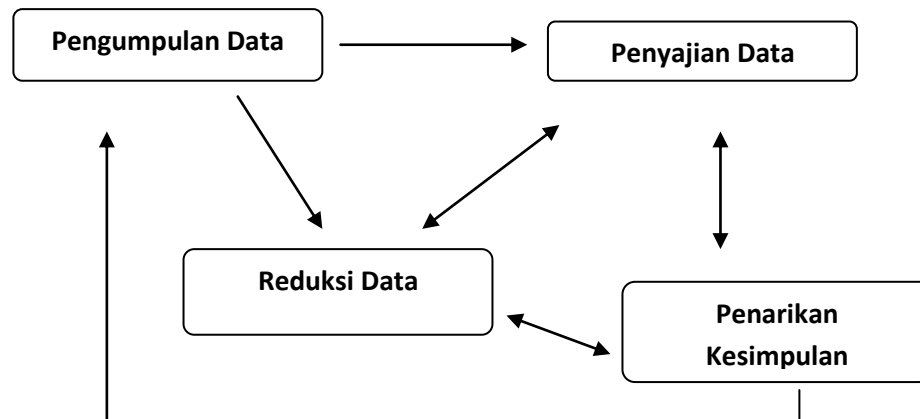 Pengumpulan Data
Penyajian Data
Reduksi Data
Penarikan
Kesimpulan